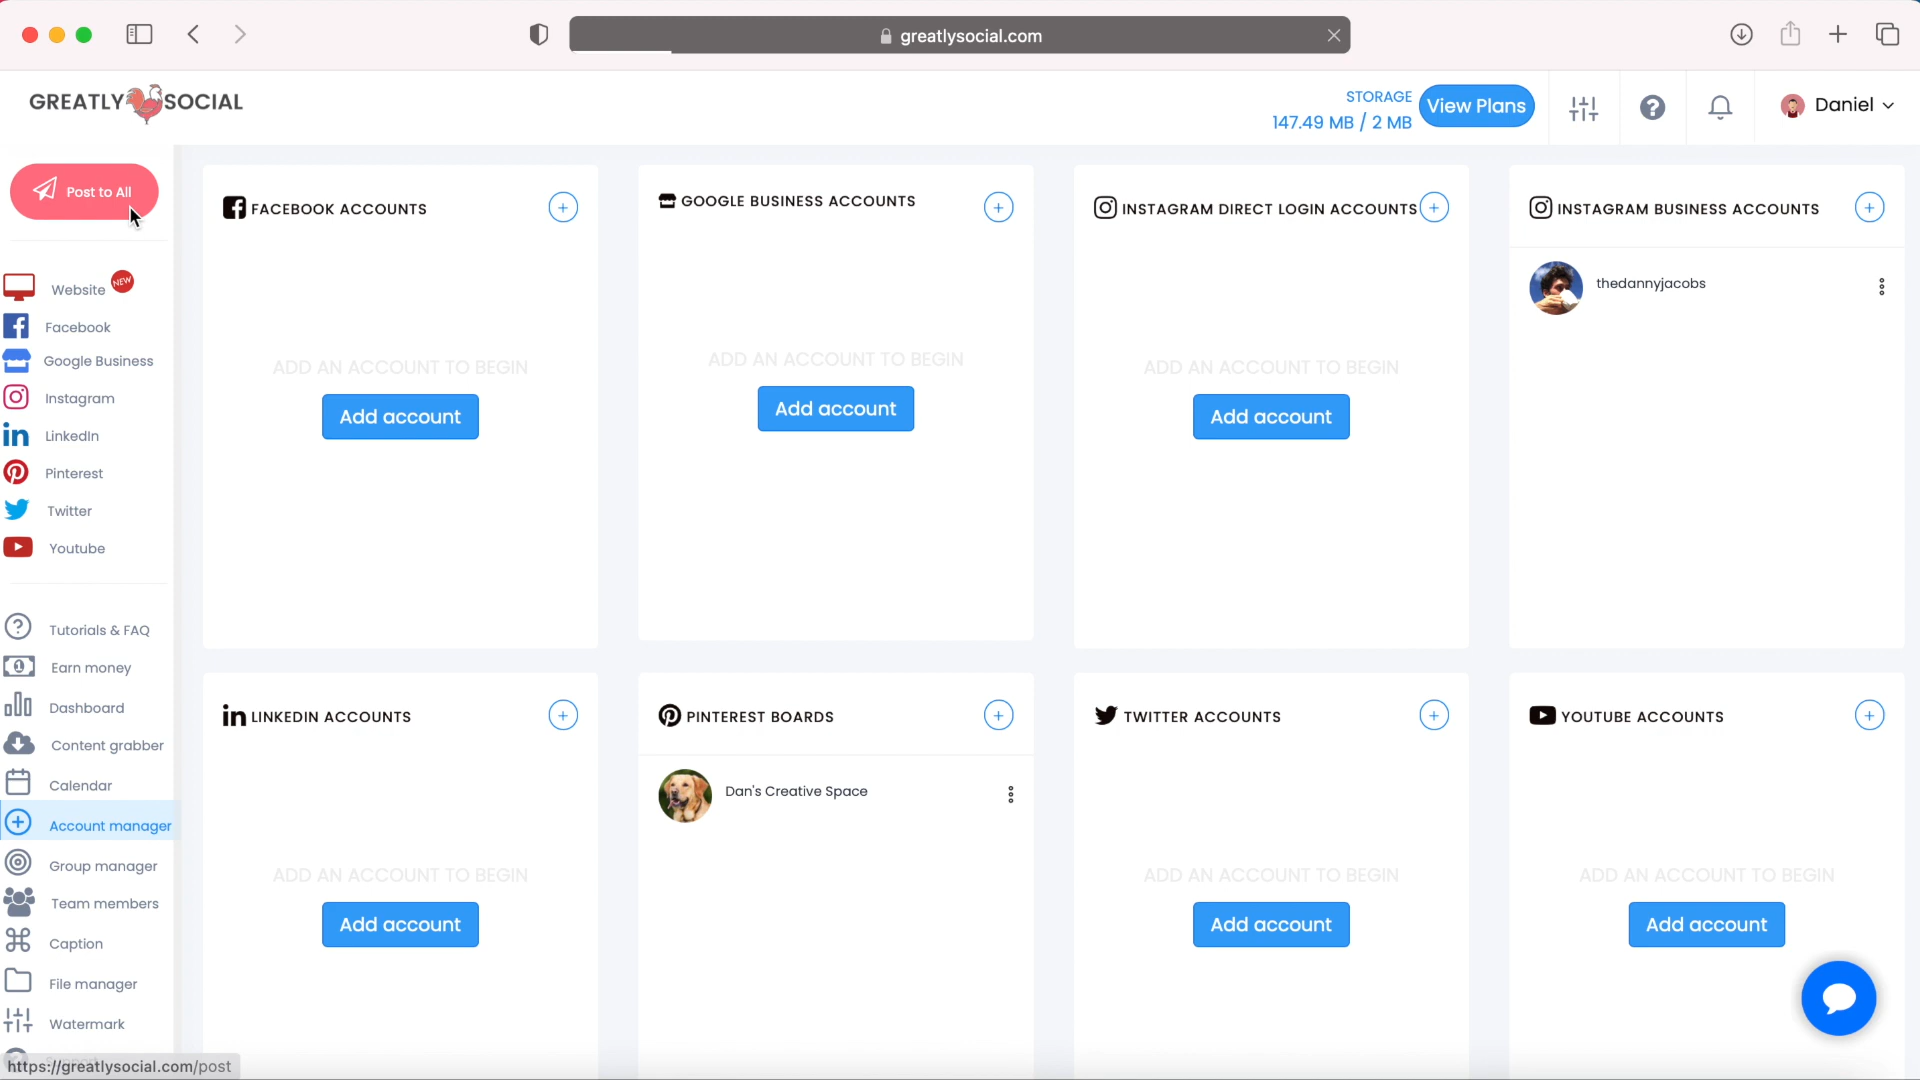 greatlysocial.com
GREATLY SOCIAL
STORAGE
147.49 MB / 2 MB
View Plans
Daniel
Post to All
Website
NEW
Facebook
Google Business
Instagram
LinkedIn
Pinterest
Twitter
Youtube
Tutorials & FAQ
Earn money
Dashboard
Content grabber
Calendar
Account manager
Group manager
Team members
Caption
File manager
Watermark
https://greatlysocial.com/post
FACEBOOK ACCOUNTS
ADD AN ACCOUNT TO BEGIN
Add account
GOOGLE BUSINESS ACCOUNTS
ADD AN ACCOUNT TO BEGIN
Add account
INSTAGRAM DIRECT LOGIN ACCOUNTS
ADD AN ACCOUNT TO BEGIN
Add account
INSTAGRAM BUSINESS ACCOUNTS
thedannyjacobs
LINKEDIN ACCOUNTS
ADD AN ACCOUNT TO BEGIN
Add account
PINTEREST BOARDS
Dan's Creative Space
TWITTER ACCOUNTS
ADD AN ACCOUNT TO BEGIN
Add account
YOUTUBE ACCOUNTS
ADD AN ACCOUNT TO BEGIN
Add account